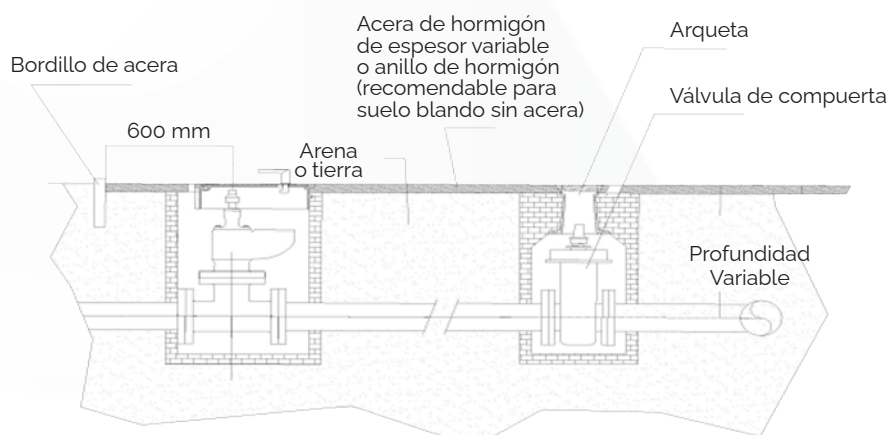 Acera de hormigón
de espesor variable
o anillo de hormigón
(recomendable para
suelo blando sin acera)
Arqueta
Bordillo de acera
Válvula de compuerta
600 mm
Arena
o tierra
Profundidad
Variable